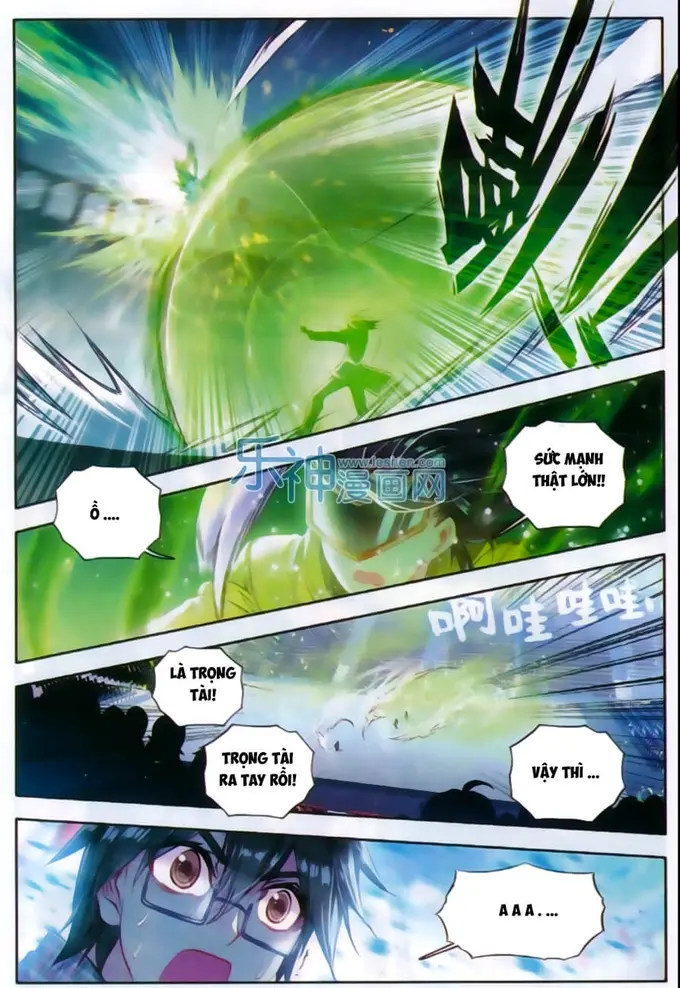 乐神漫画网
www.leshen.com
SỨC MẠNH
THẬT LỚN!!
Ồ ....
啊哇哇哇
LÀ TRỌNG
TÀI!
TRỌNG TÀI
RA TAY RỒI!
VẬY THÌ ...
A A A . ...